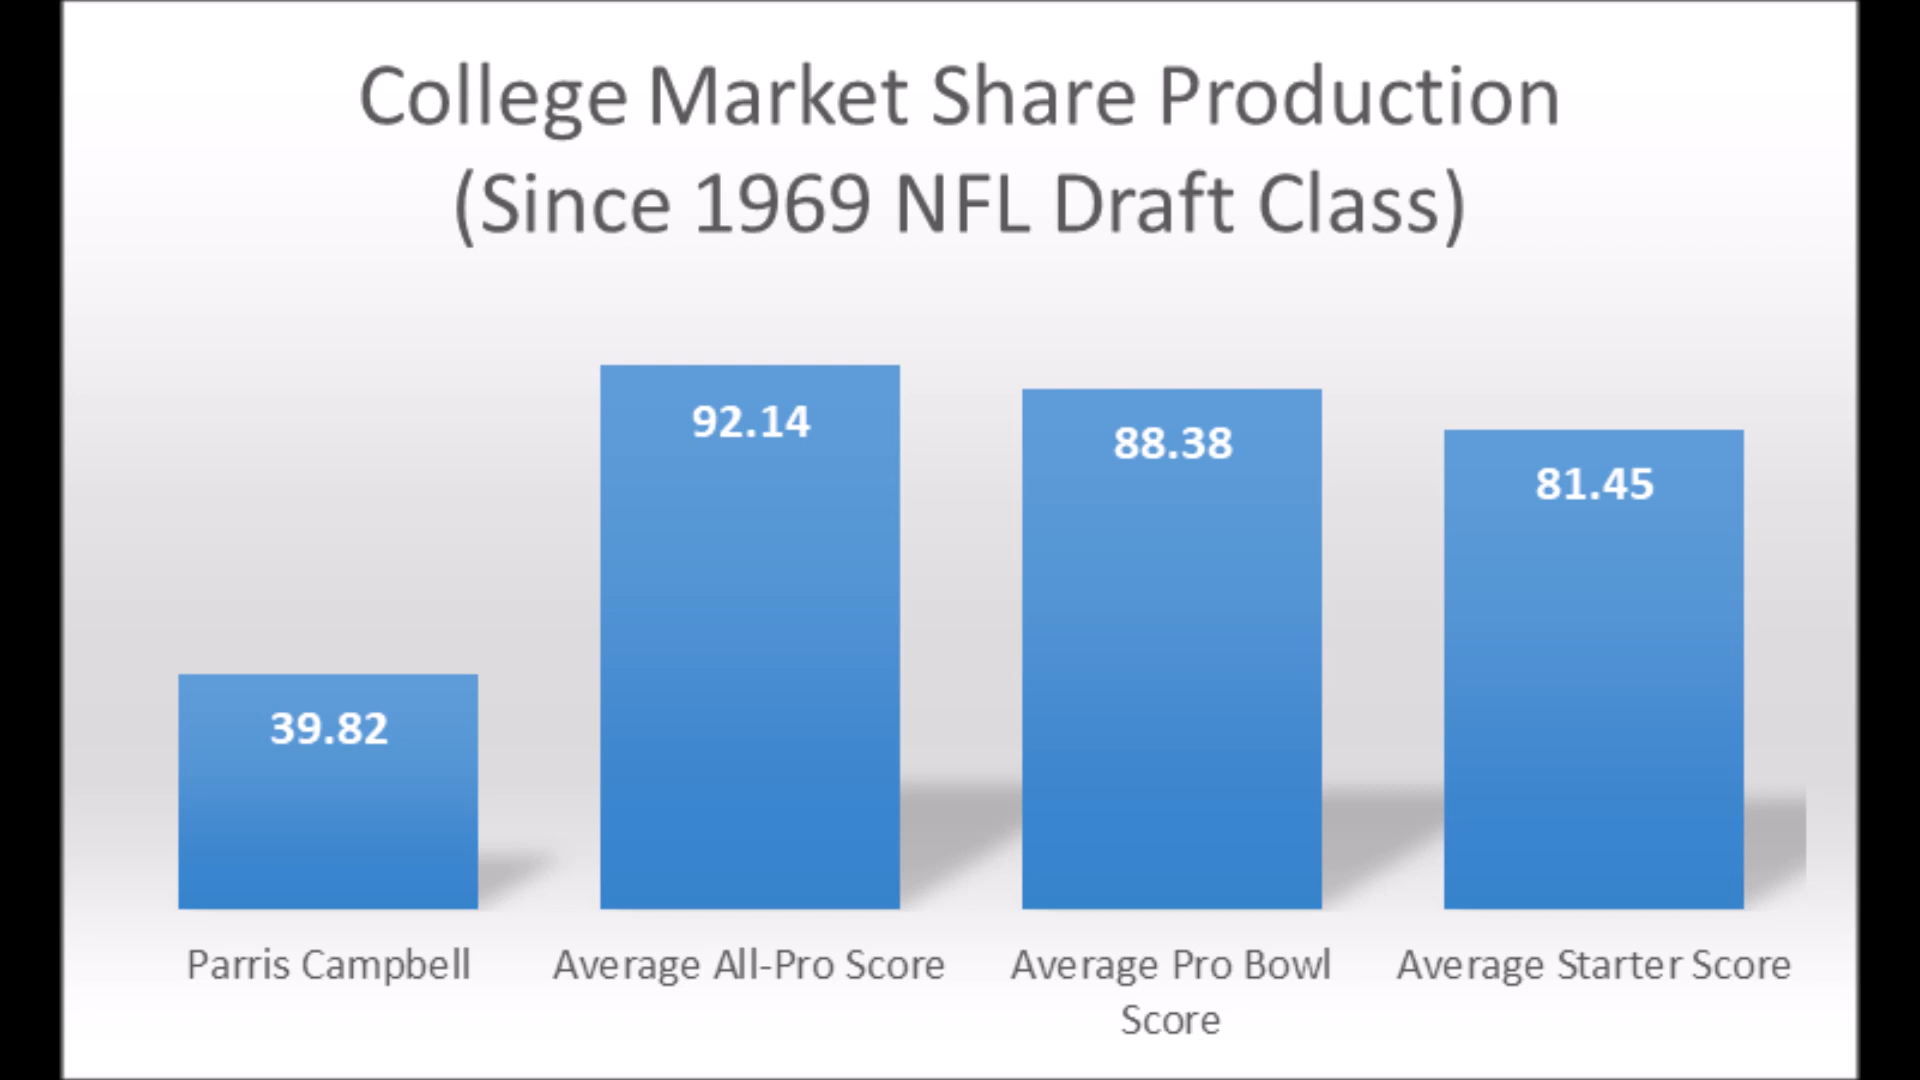 College Market Share Production
(Since 1969 NFL Draft Class)
92.14
88.38
81.45
39.82
Parris Campbell
Average All-Pro Score
Average Pro Bowl
Score
Average Starter Score